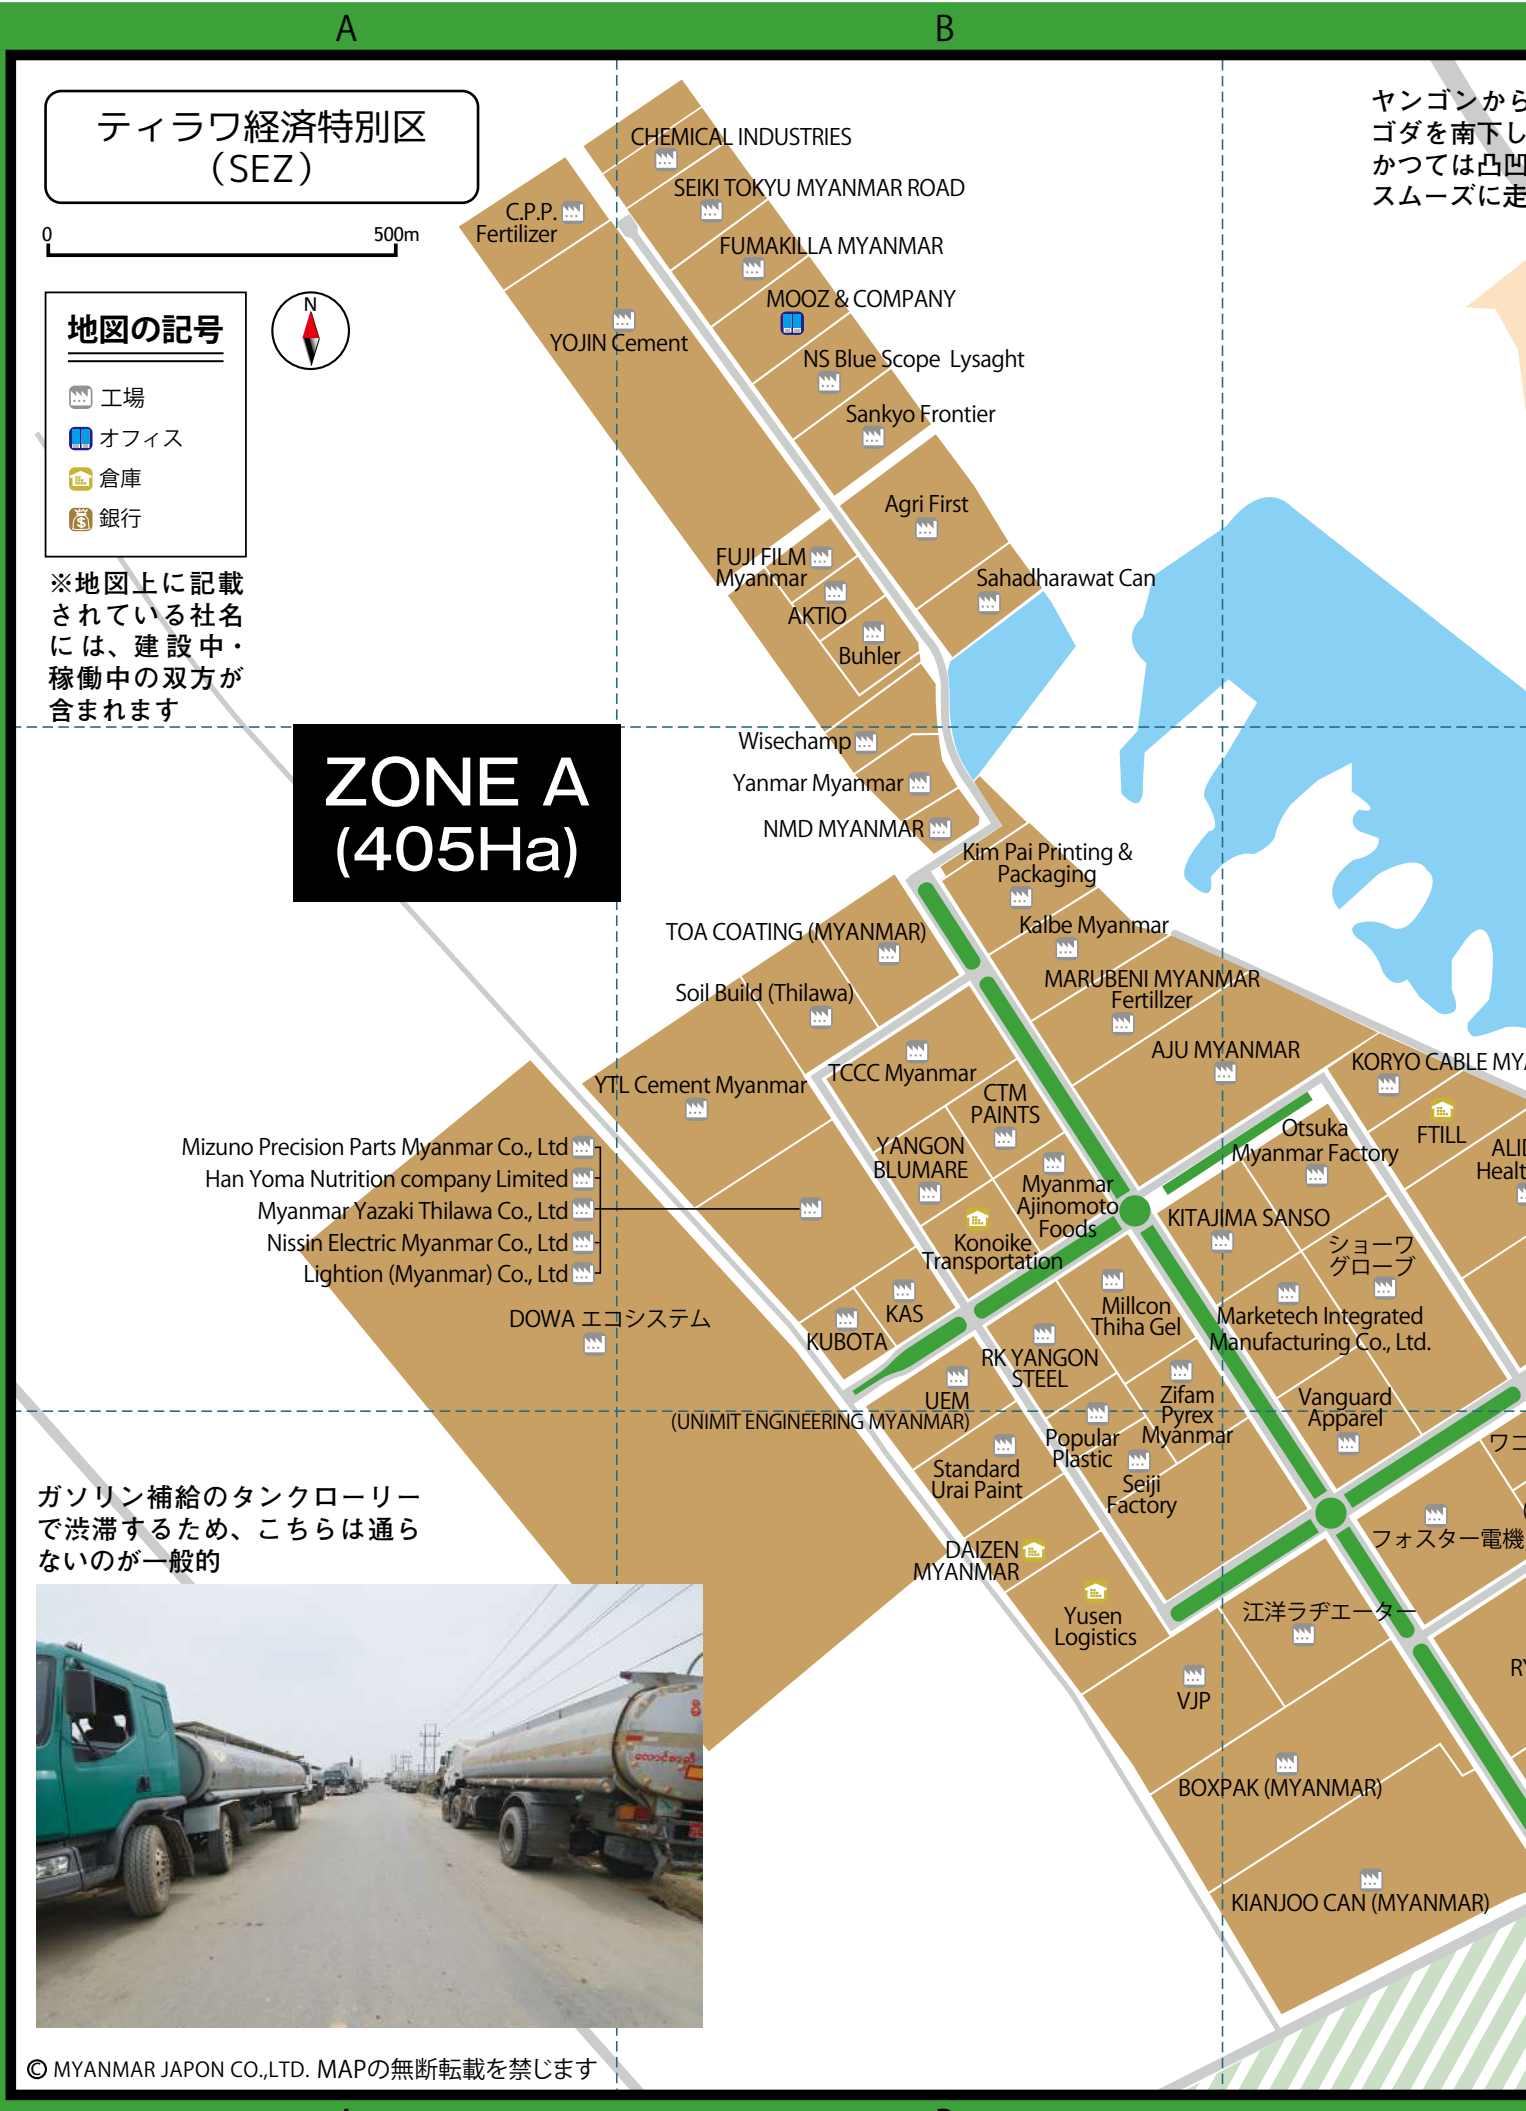 A
B
ティラワ経済特別区
（SEZ）
0
500m
地図の記号
工場
オフィス
倉庫
銀行
N
※地図上に記載
されている社名
には、建設中・
稼働中の双方が
含まれます
ヤンゴンから
ゴダを南下し
かつては凸凹
スムーズに走
CHEMICAL INDUSTRIES
SEIKI TOKYU MYANMAR ROAD
C.P.P.
Fertilizer
FUMAKILLA MYANMAR
MOOZ & COMPANY
YOJIN Cement
NS Blue Scope Lysaght
Sankyo Frontier
Agri First
FUJI FILM
Myanmar
Sahadharawat Can
AKTIO
Buhler
Wisechamp
Yanmar Myanmar
NMD MYANMAR
ZONE A
(405Ha)
Kim Pai Printing &
Packaging
TOA COATING (MYANMAR)
Kalbe Myanmar
Soil Build (Thilawa)
MARUBENI MYANMAR
Fertillzer
AJU MYANMAR
KORYO CABLE MYA
YTL Cement Myanmar
TCCC Myanmar
CTM
PAINTS
FTILL
Otsuka
Myanmar Factory
ALID
Healt
YANGON
BLUMARE
Mizuno Precision Parts Myanmar Co., Ltd
Han Yoma Nutrition company Limited
Myanmar Yazaki Thilawa Co., Ltd
Nissin Electric Myanmar Co., Ltd
Lightion (Myanmar) Co., Ltd
Myanmar
Ajinomoto
Foods
Konoike
Transportation
KITAJIMA SANSO
ショーワ
グローブ
DOWA エコシステム
KAS
KUBOTA
Millcon
Thiha Gel
Marketech Integrated
Manufacturing Co., Ltd.
RK YANGON
STEEL
UEM
(UNIMIT ENGINEERING MYANMAR)
Zifam
Pyrex
Myanmar
Vanguard
Apparel
Popular
Plastic
ワコ
Standard
Urai Paint
Seiji
Factory
フォスター電機
DAIZEN
MYANMAR
Yusen
Logistics
江洋ラヂエーター
VJP
RY
BOXPAK (MYANMAR)
KIANJOO CAN (MYANMAR)
ガソリン補給のタンクローリー
で渋滞するため、こちらは通ら
ないのが一般的
© MYANMAR JAPON CO.,LTD. MAPの無断転載を禁じます